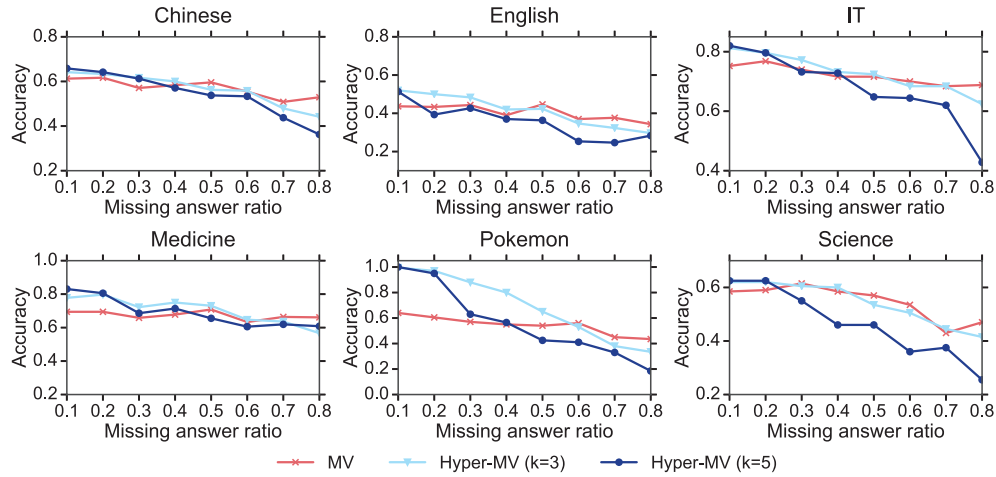 Chinese English IT
0.8 0.8 0.8
0.6 0.6 0.6
0.4 0.4 0.4
0.2 0.2
Accuracy Accuracy Accuracy
0.1 0.2 0.3 0.4 0.5 0.6 0.7 0.8 0.1 0.2 0.3 0.4 0.5 0.6 0.7 0.8 0.1 0.2 0.3 0.4 0.5 0.6 0.7 0.8
Missing answer ratio Missing answer ratio Missing answer ratio
Medicine Pokemon Science
1.0 1.0 0.6
0.8 0.8 0.4
0.6 0.6 0.2
0.4 0.4
0.2 0.2
0.0
Accuracy Accuracy Accuracy
0.1 0.2 0.3 0.4 0.5 0.6 0.7 0.8 0.1 0.2 0.3 0.4 0.5 0.6 0.7 0.8 0.1 0.2 0.3 0.4 0.5 0.6 0.7 0.8
Missing answer ratio Missing answer ratio Missing answer ratio
MV Hyper-MV (k=3) Hyper-MV (k=5)